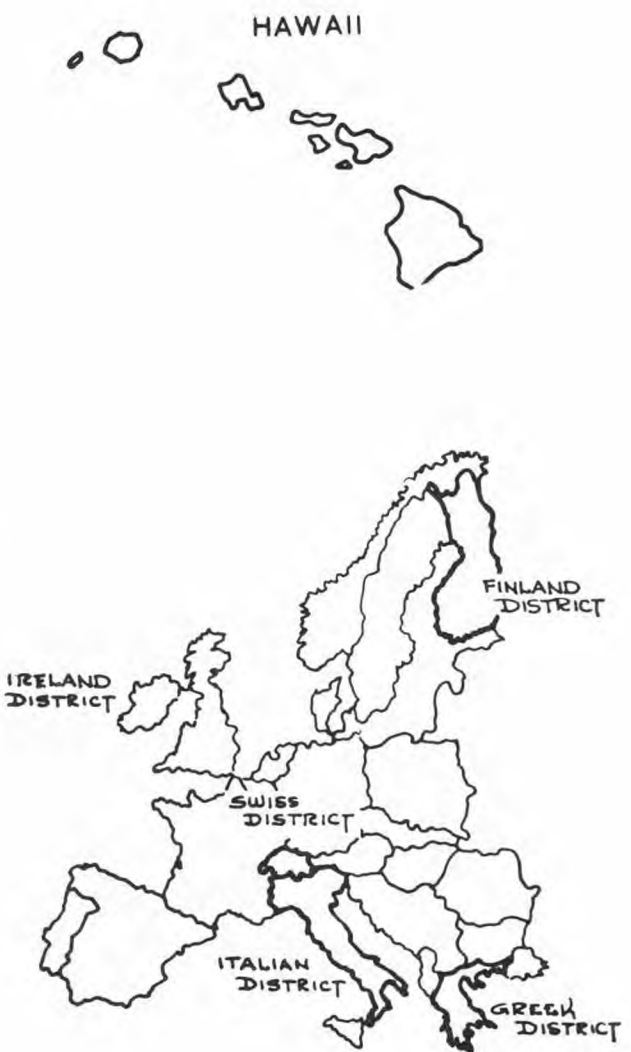 HAWAII
FINLAND
DISTRICT
IRELAND
DISTRICT
SWISS
DISTRICT
ITALIAN
DISTRICT
GREEK
DISTRICT